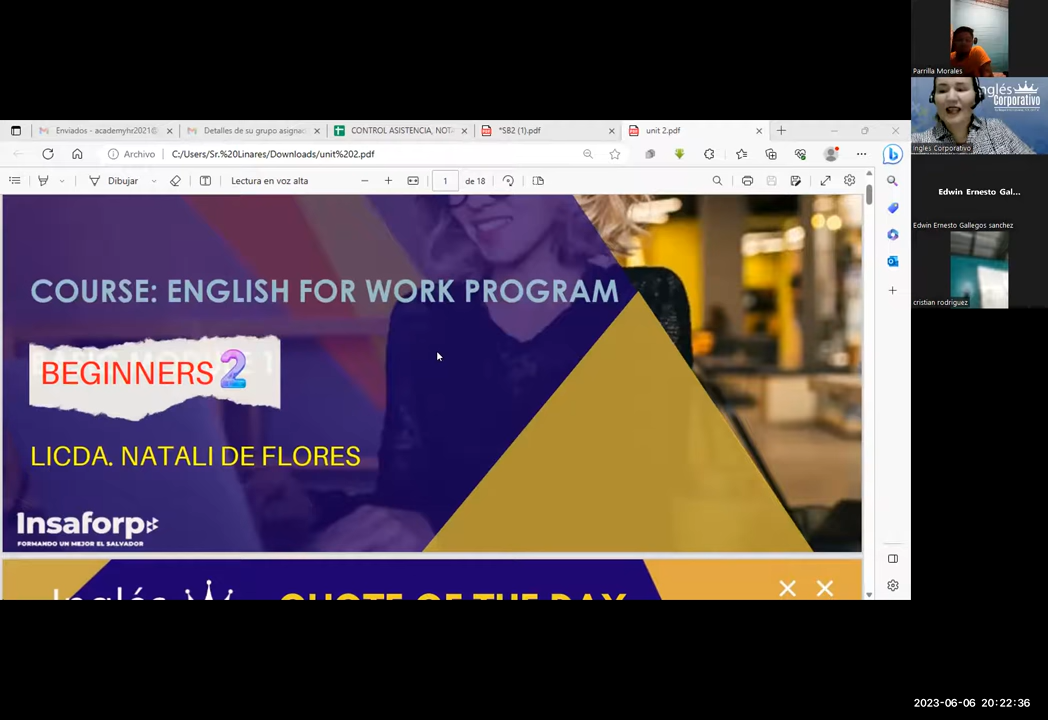 Parrilla Morales
Inglés
Corporativo
Ingles Corporativo
Edwin Ernesto Gal...
Edwin Ernesto Gallegos sanchez
cristian rodriguez
Enviados - academyhr2021@
Detalles de su grupo asigna
CONTROL ASISTENCIA, NOTA
*SB2 (1).pdf
unit 2.pdf
Archivo
C:/Users/Sr.%20Linares/Downloads/unit%202.pdf
Dibujar
Lectura en voz alta
1
de 18
COURSE: ENGLISH FOR WORK PROGRAM
BEGINNERS 2
LICDA. NATALI DE FLORES
Insaforp
FORMANDO UN MEJOR EL SALVADOR
Inglés
QUOTE OF THE DAY
2023-06-06 20:22:36